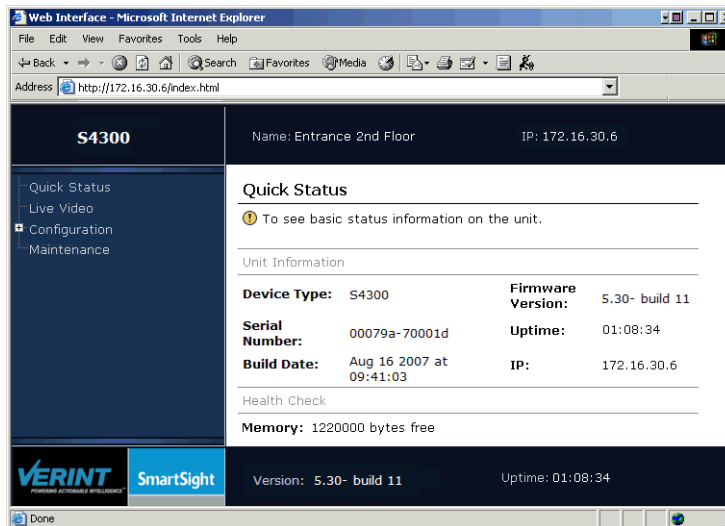 Web Interface - Microsoft Internet Explorer
File Edit View Favorites Tools Help
Back Search Favorites Media
Address http://172.16.30.6/index.html
S4300
Name: Entrance 2nd Floor IP: 172.16.30.6
Quick Status
Live Video
Configuration
Maintenance
Quick Status
To see basic status information on the unit.
Unit Information
Device Type: S4300 Firmware Version: 5.30- build 11
Serial Number: 00079a-70001d Uptime: 01:08:34
Build Date: Aug 16 2007 at 09:41:03 IP: 172.16.30.6
Health Check
Memory: 1220000 bytes free
VERINT
POWERING ACTIONABLE INTELLIGENCE
SmartSight
Version: 5.30- build 11 Uptime: 01:08:34
Done